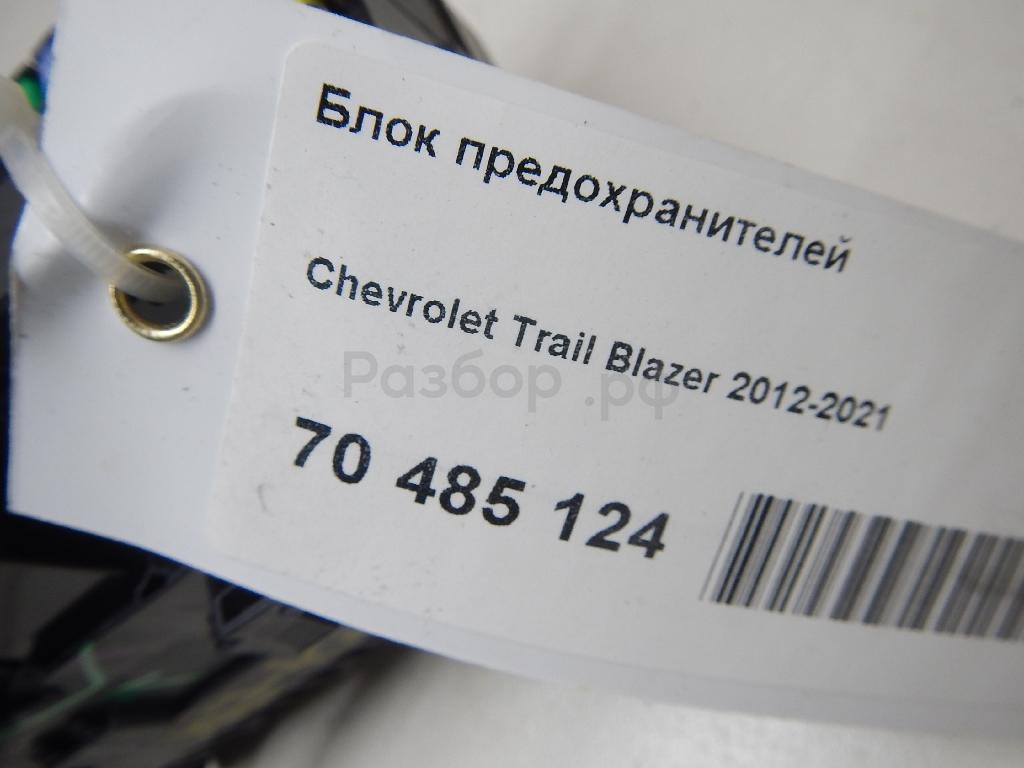 Блок предохранителей
Chevrolet Trail Blazer 2012-2021
Разбор.рф
70 485 124